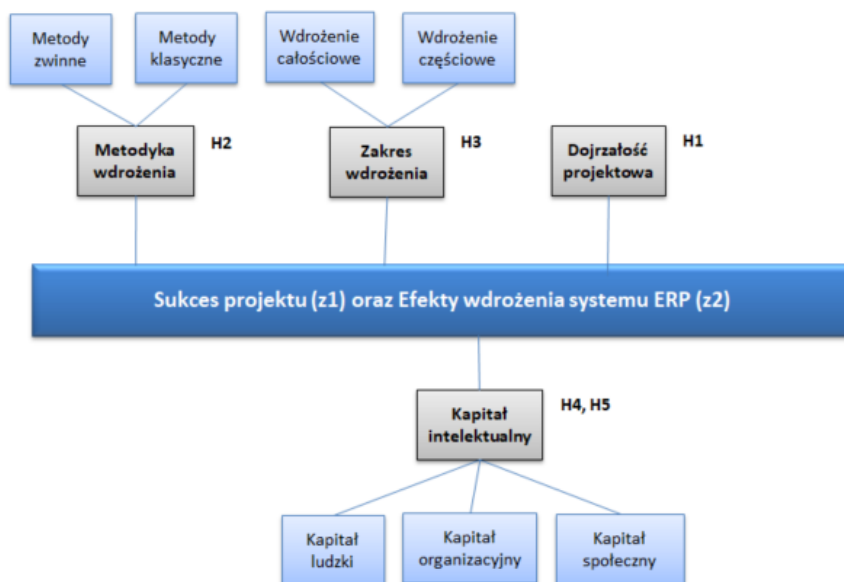 Metody
zwinne
Metody
klasyczne
Wdrożenie
całościowe
Wdrożenie
częściowe
Metodyka
wdrożenia
H2
Zakres
wdrożenia
H3
Dojrzałość
projektowa
H1
Sukces projektu (z1) oraz Efekty wdrożenia systemu ERP (z2)
Kapitał
intelektualny
H4, H5
Kapitał
ludzki
Kapitał
organizacyjny
Kapitał
społeczny